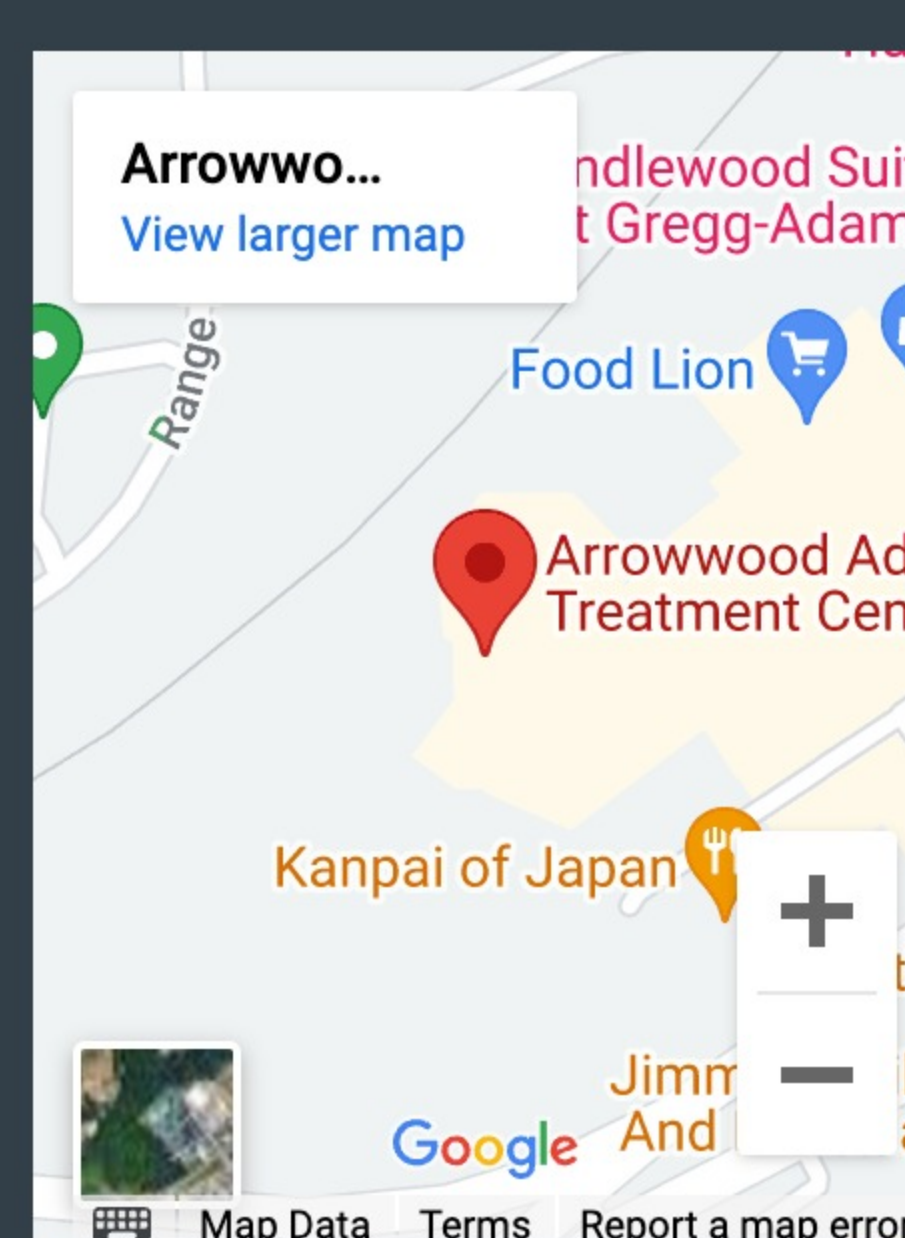 Arrowwo...
View larger map
ndlewood Sui
t Gregg-Adam
Range
Food Lion
Arrowwood Ad
Treatment Cen
Kanpai of Japan
Jimm
And
Google
Map Data
Terms
Report a map error